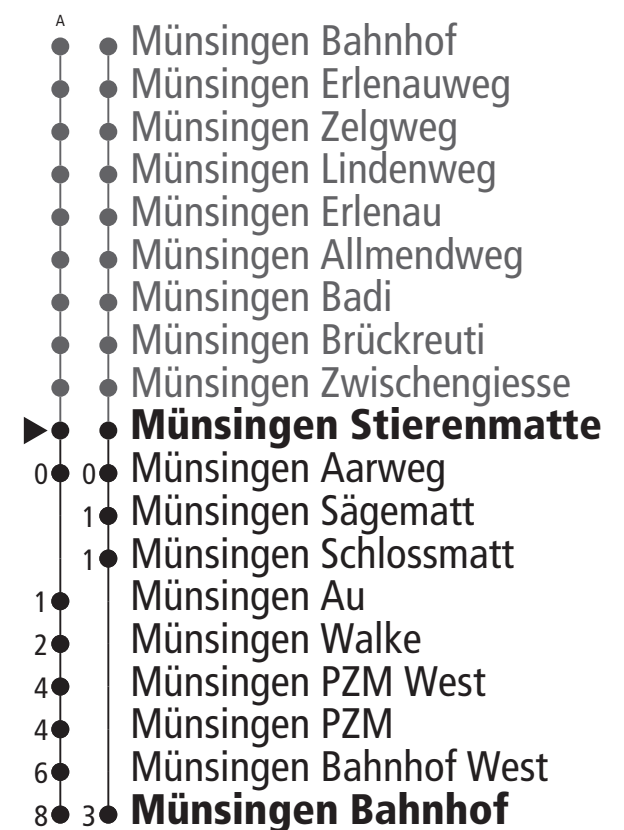 A
Münsingen Bahnhof
Münsingen Erlenauweg
Münsingen Zelgweg
Münsingen Lindenweg
Münsingen Erlenau
Münsingen Allmendweg
Münsingen Badi
Münsingen Brückreuti
Münsingen Zwischengiesse
Münsingen Stierenmatte
0 0 Münsingen Aarweg
1 Münsingen Sägematt
1 Münsingen Schlossmatt
1 Münsingen Au
2 Münsingen Walke
4 Münsingen PZM West
4 Münsingen PZM
6 Münsingen Bahnhof West
8 3 Münsingen Bahnhof